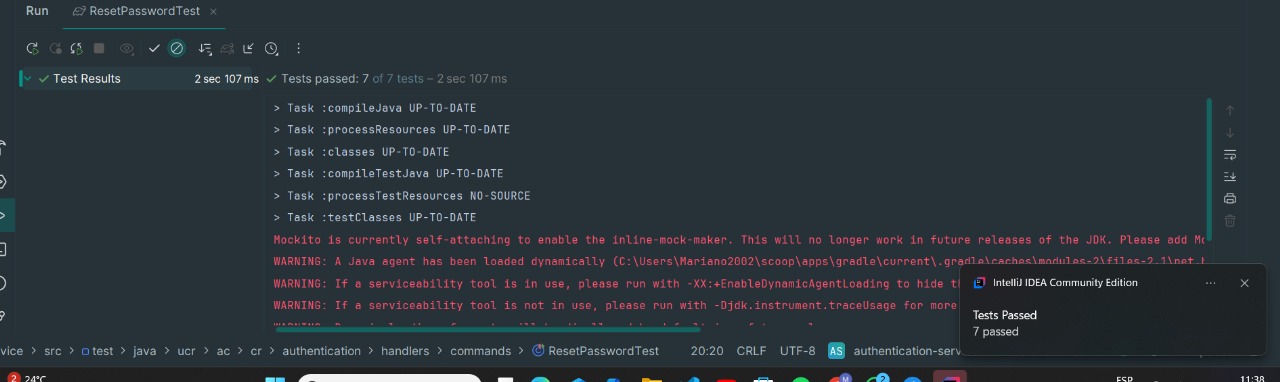 Run
ResetPasswordTest
Test Results
2 sec 107 ms
Tests passed: 7 of 7 tests – 2 sec 107 ms
> Task :compileJava UP-TO-DATE
> Task :processResources UP-TO-DATE
> Task :classes UP-TO-DATE
> Task :compileTestJava UP-TO-DATE
> Task :processTestResources NO-SOURCE
> Task :testClasses UP-TO-DATE
Mockito is currently self-attaching to enable the inline-mock-maker. This will no longer work in future releases of the JDK. Please add Mo
WARNING: A Java agent has been loaded dynamically (C:\Users\Mariano2002\scoop\apps\gradle\current\.gradle\caches\modules-2\files-2.1\net.
WARNING: If a serviceability tool is in use, please run with -XX:+EnableDynamicAgentLoading to hide th
WARNING: If a serviceability tool is not in use, please run with -Djdk.instrument.traceUsage for more
IntelliJ IDEA Community Edition
Tests Passed
7 passed
vice > src > test > java > ucr > ac > cr > authentication > handlers > commands > ResetPasswordTest
20:20 CRLF UTF-8 AS authentication-serv
2 24°C
M
2
ESP
11:38